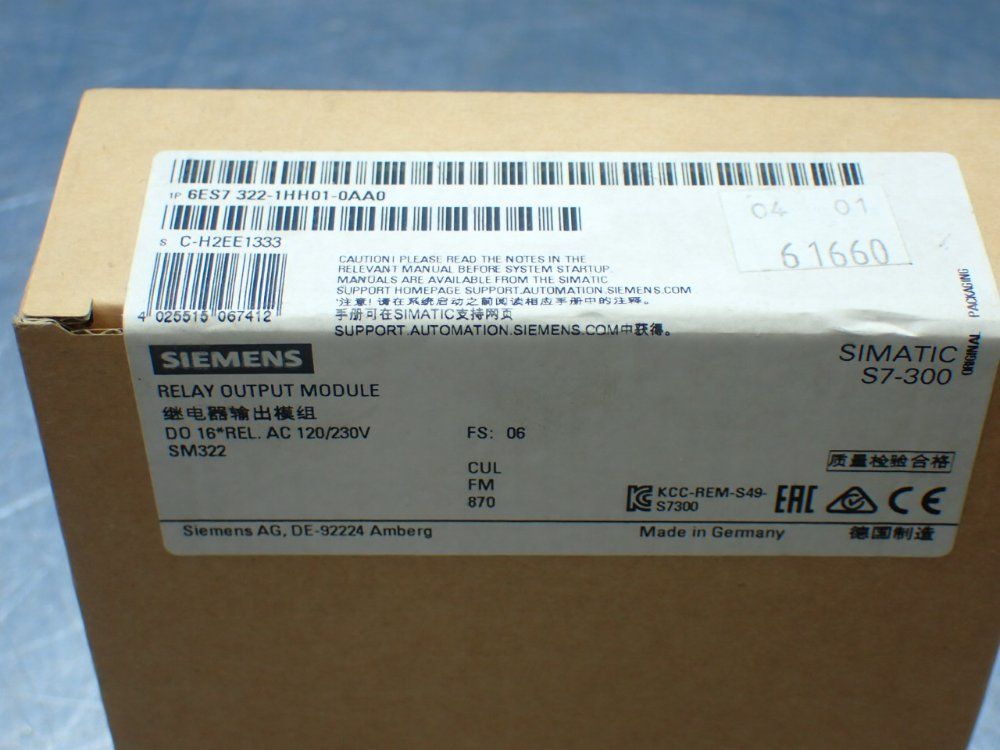 1P 6ES7 322-1HH01-0AA0
04 01
61660
S C-H2EE1333
4 025515 067412
CAUTION! PLEASE READ THE NOTES IN THE
RELEVANT MANUAL BEFORE SYSTEM STARTUP.
MANUALS ARE AVAILABLE FROM THE SIMATIC
SUPPORT HOMEPAGE SUPPORT.AUTOMATION.SIEMENS.COM
注意!请在系统启动之前阅读相应手册中的注释。
手册可在SIMATIC支持网页
SUPPORT.AUTOMATION.SIEMENS.COM中获得。
ORIGINAL PACKAGING
SIEMENS
SIMATIC
S7-300
RELAY OUTPUT MODULE
继电器输出模组
DO 16*REL. AC 120/230V
SM322
FS: 06
CUL
FM
870
质量检验合格
KCC-REM-S49-
S7300
EAC
CE
Siemens AG, DE-92224 Amberg
Made in Germany
德国制造